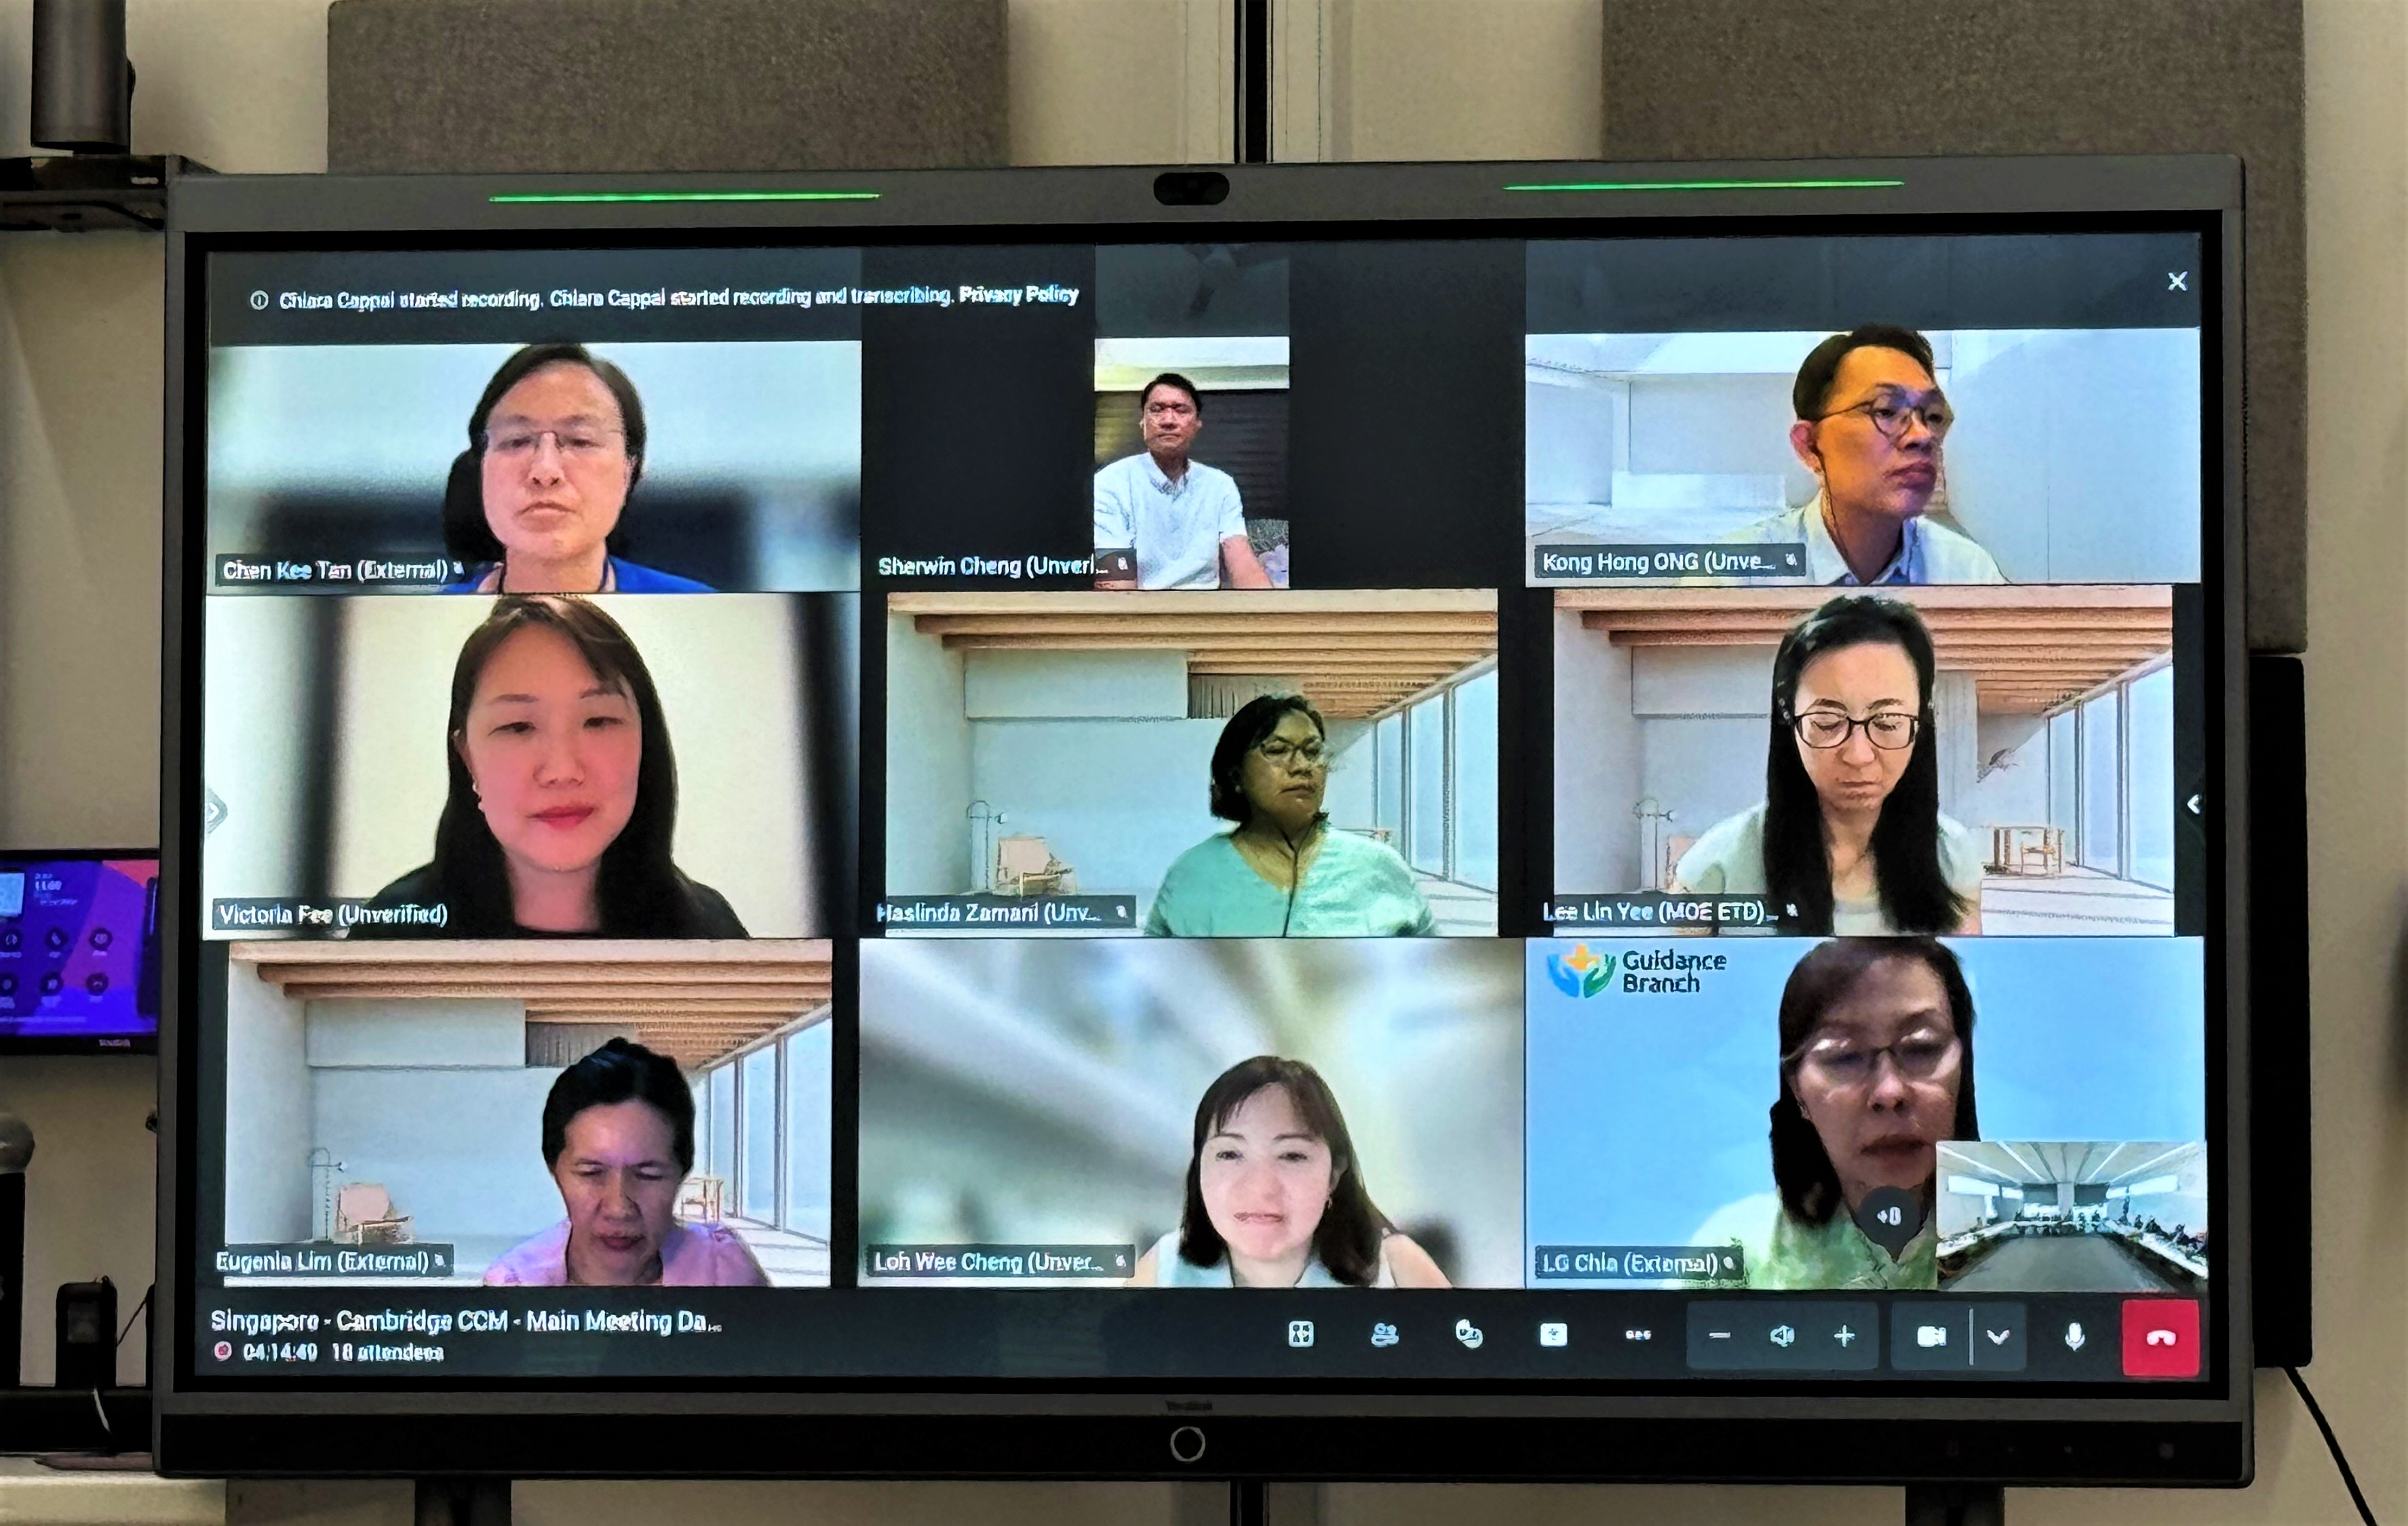 Chiara Cappai started recording. Chiara Cappai started recording and transcribing. Privacy Policy
Chen Kee Tan (External)
Sherwin Cheng (Unveri...
Kong Hong ONG (Unve...
Victoria Fee (Unverified)
Haslinda Zamani (Unv...
Lee Lin Yee (MOE ETD)...
Guidance
Branch
Eugenia Lim (External)
Loh Wee Cheng (Unver...
LG Chia (External)
Singapore - Cambridge CCM - Main Meeting Da...
04:14:49 18 attendees